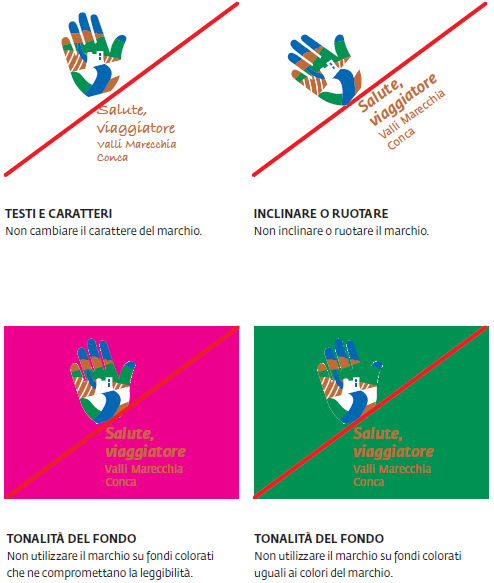 Salute,
viaggiatore
Valli Marecchia
Conca
TESTI E CARATTERI
Non cambiare il carattere del marchio.
Salute,
viaggiatore
Valli Marecchia
Conca
INCLINARE O RUOTARE
Non inclinare o ruotare il marchio.
Salute,
viaggiatore
Valli Marecchia
Conca
TONALITÀ DEL FONDO
Non utilizzare il marchio su fondi colorati
che ne compromettano la leggibilità.
Salute,
viaggiatore
Valli Marecchia
Conca
TONALITÀ DEL FONDO
Non utilizzare il marchio su fondi colorati
uguali ai colori del marchio.